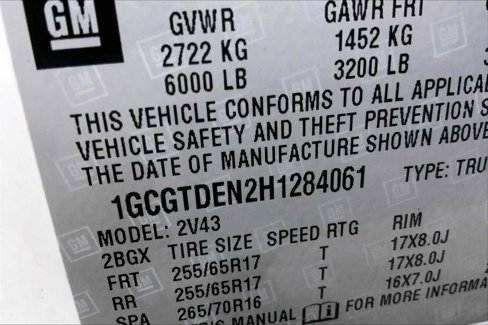 GM
GVWR GAWR FRT
2722 KG 1452 KG
6000 LB 3200 LB
THIS VEHICLE CONFORMS TO ALL
VEHICLE SAFETY AND THEFT PREVENTION
THE DATE OF MANUFACTURE SHOWN ABOVE
1GCGTDEN2H1284061 TYPE: TRU
MODEL: 2V43
2BGX TIRE SIZE SPEED RTG RIM
FRT 255/65R17 T 17X8.0J
RR 255/65R17 T 17X8.0J
SPA 265/70R16 T 16X7.0J
MANUAL FOR MORE